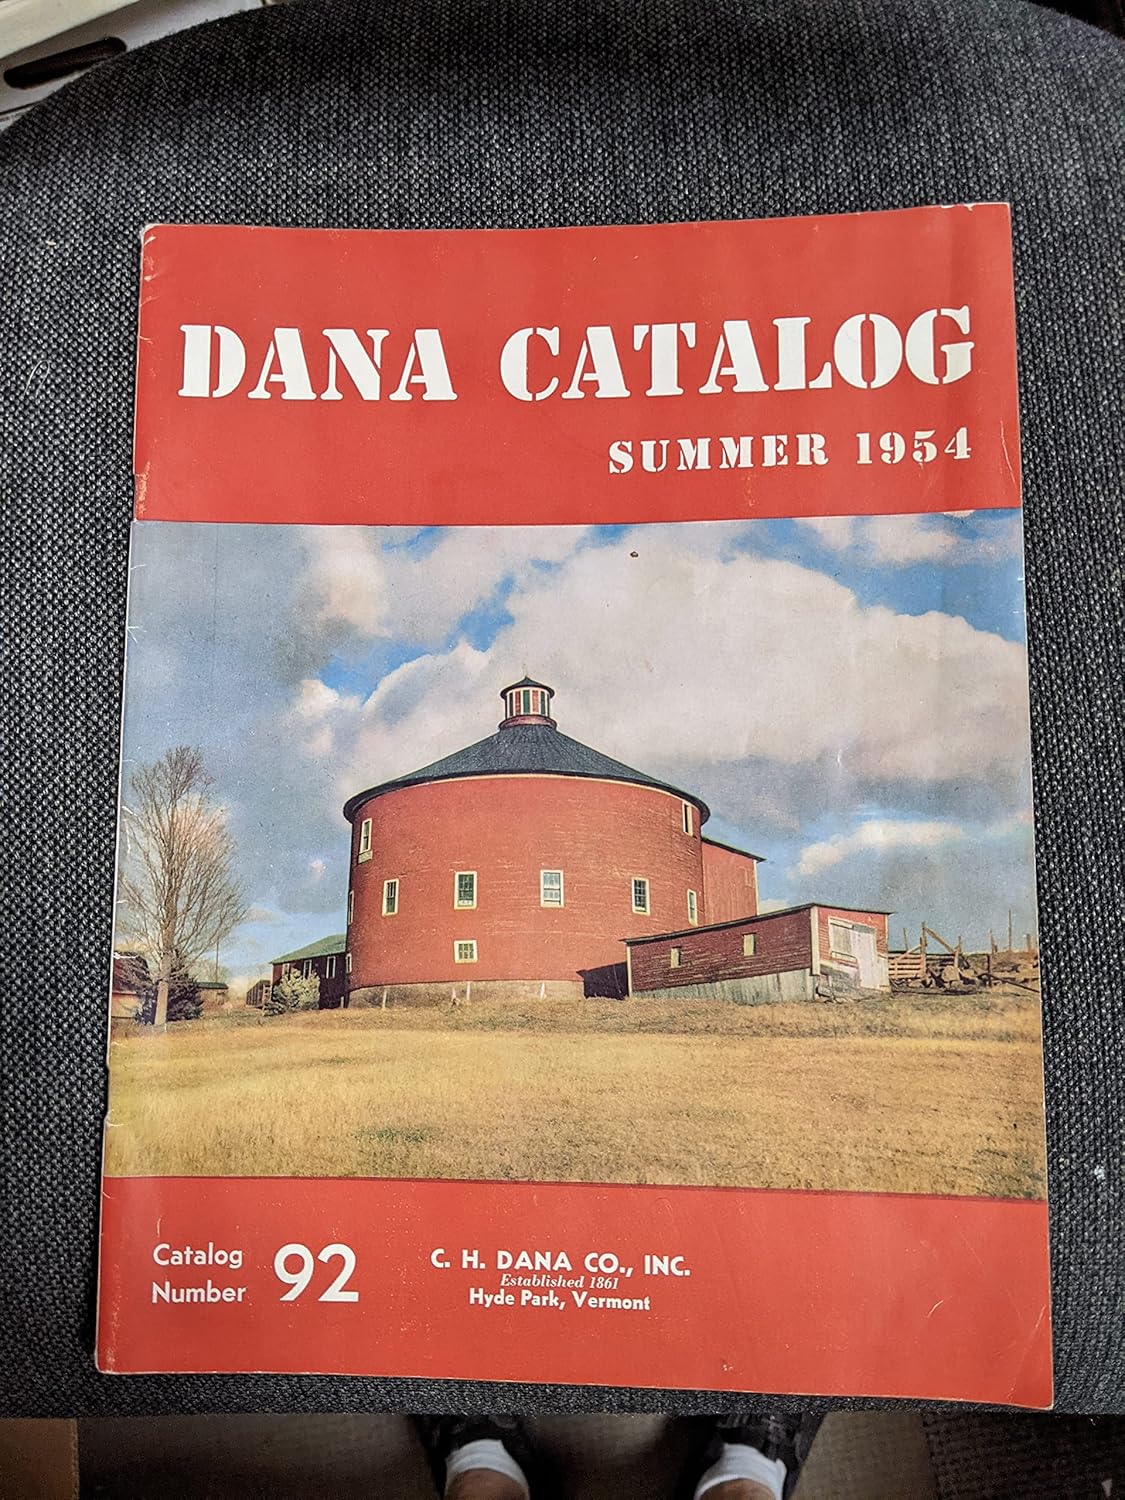 DANA CATALOG
SUMMER 1954
Catalog
Number
92
C. H. DANA CO., INC.
Established 1861
Hyde Park, Vermont